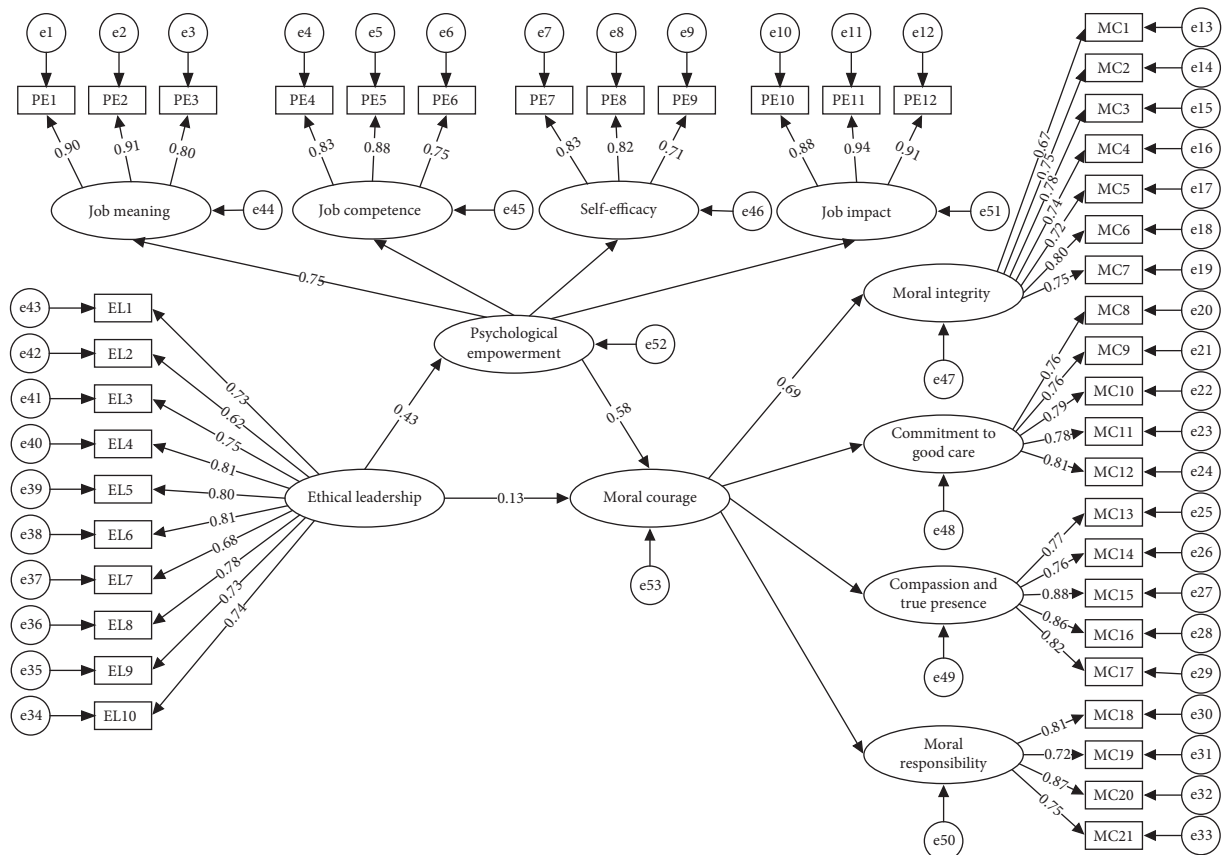 e1 e2 e3 e4 e5 e6 e7 e8 e9 e10 e11 e12
PE1 PE2 PE3 PE4 PE5 PE6 PE7 PE8 PE9 PE10 PE11 PE12
0.90 0.91 0.80 0.83 0.88 0.75 0.83 0.82 0.71 0.88 0.94 0.91
Job meaning e44 Job competence e45 Self-efficacy e46 Job impact e51
0.75
Psychological
empowerment
e52
0.43 0.58
e43 EL1 0.73
e42 EL2 0.62
e41 EL3 0.75
e40 EL4 0.81
e39 EL5 0.80
e38 EL6 0.81
e37 EL7 0.68
e36 EL8 0.78
e35 EL9 0.73
e34 EL10 0.74
Ethical leadership 0.13 Moral courage
e53
0.69
Moral integrity
e47
0.67 MC1 e13
0.75 MC2 e14
0.78 MC3 e15
0.74 MC4 e16
0.72 MC5 e17
0.80 MC6 e18
0.75 MC7 e19
Commitment to
good care
e48
0.76 MC8 e20
0.76 MC9 e21
0.79 MC10 e22
0.78 MC11 e23
0.81 MC12 e24
Compassion and
true presence
e49
0.77 MC13 e25
0.76 MC14 e26
0.88 MC15 e27
0.86 MC16 e28
0.82 MC17 e29
Moral
responsibility
e50
0.81 MC18 e30
0.72 MC19 e31
0.87 MC20 e32
0.75 MC21 e33